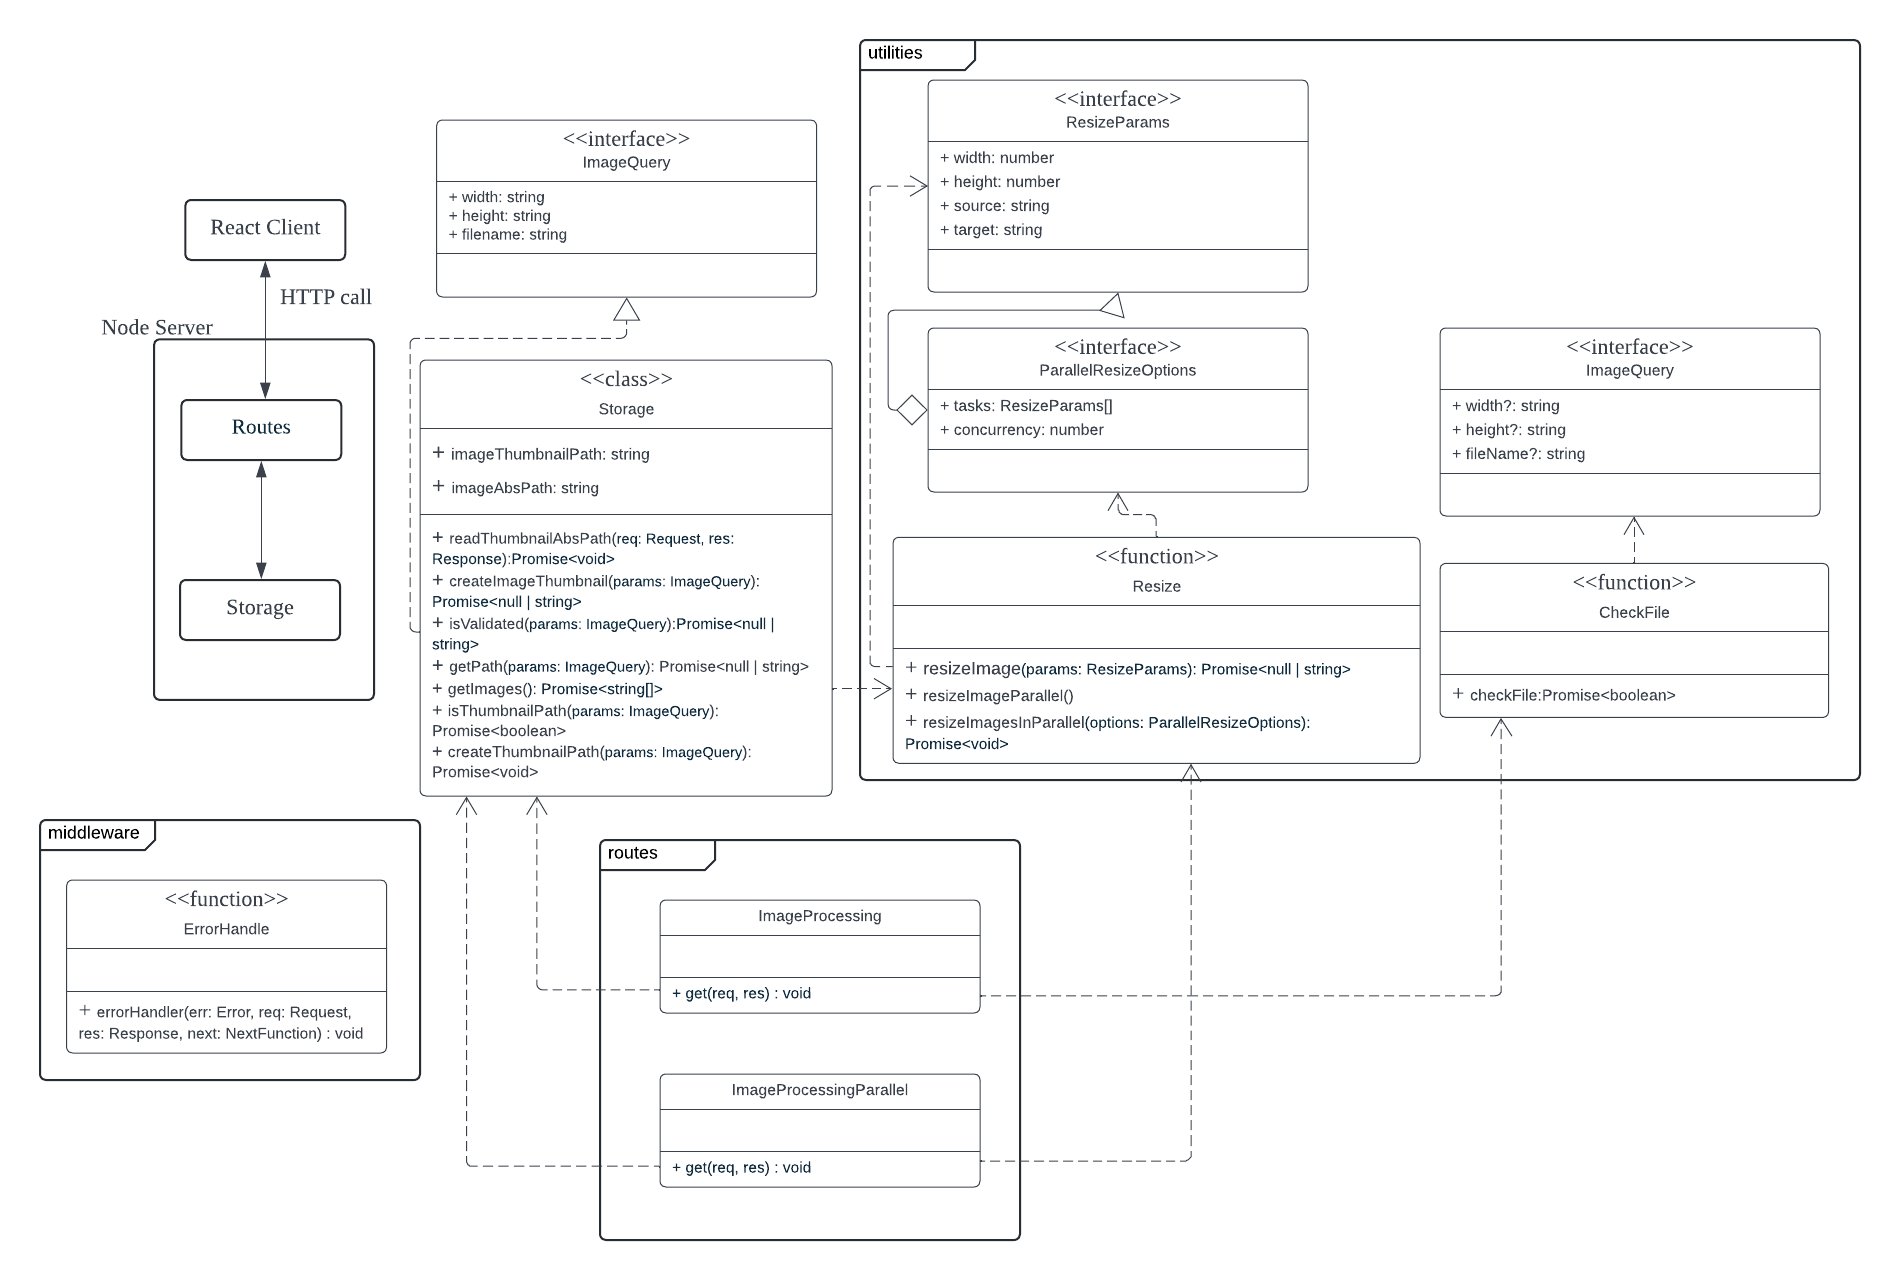 React Client
HTTP call
Node Server
Routes
Storage
<<interface>>
ImageQuery
+ width: string
+ height: string
+ filename: string
<<class>>
Storage
+ imageThumbnailPath: string
+ imageAbsPath: string
+ readThumbnailAbsPath(req: Request, res:
Response):Promise<void>
+ createImageThumbnail(params: ImageQuery):
Promise<null | string>
+ isValidated(params: ImageQuery):Promise<null |
string>
+ getPath(params: ImageQuery): Promise<null | string>
+ getImages(): Promise<string[]>
+ isThumbnailPath(params: ImageQuery):
Promise<boolean>
+ createThumbnailPath(params: ImageQuery):
Promise<void>
utilities
<<interface>>
ResizeParams
+ width: number
+ height: number
+ source: string
+ target: string
<<interface>>
ParallelResizeOptions
+ tasks: ResizeParams[]
+ concurrency: number
<<interface>>
ImageQuery
+ width?: string
+ height?: string
+ fileName?: string
<<function>>
Resize
+ resizeImage(params: ResizeParams): Promise<null | string>
+ resizeImageParallel()
+ resizeImagesInParallel(options: ParallelResizeOptions):
Promise<void>
<<function>>
CheckFile
+ checkFile:Promise<boolean>
middleware
<<function>>
ErrorHandle
+ errorHandler(err: Error, req: Request,
res: Response, next: NextFunction) : void
routes
ImageProcessing
+ get(req, res) : void
ImageProcessingParallel
+ get(req, res) : void